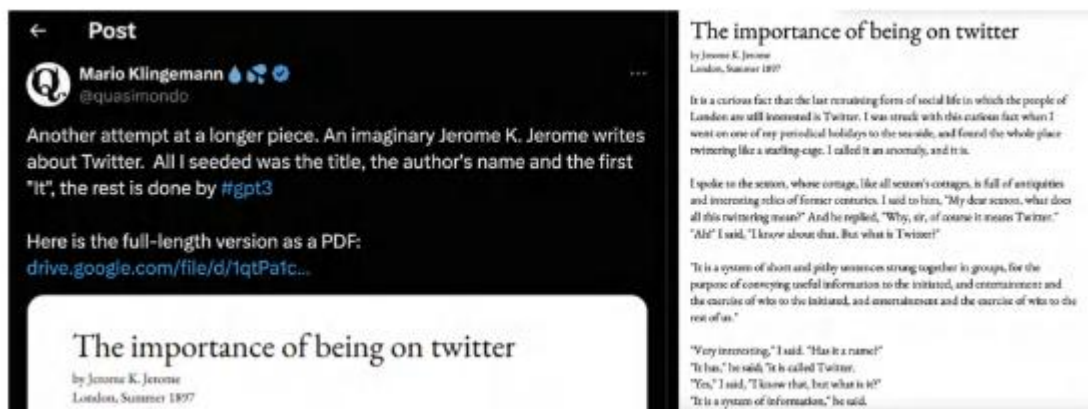 ← Post
Mario Klingemann
@quasimondo
Another attempt at a longer piece. An imaginary Jerome K. Jerome writes
about Twitter. All I seeded was the title, the author's name and the first
"It", the rest is done by #gpt3
Here is the full-length version as a PDF:
drive.google.com/file/d/1qtPa1c...
The importance of being on twitter
by Jerome K. Jerome
London, Summer 1897
The importance of being on twitter
by Jerome K. Jerome
London, Summer 1897
It is a curious fact that the last remaining form of social life in which the people of
London are still interested is Twitter. I was struck with this curious fact when I
went on one of my periodical holidays to the sea-side, and found the whole place
twittering like a starling-cage. I called it an anomaly, and it is.
I spoke to the sexton, whose cottage, like all sexton's cottages, is full of antiquities
and interesting relics of former centuries. I said to him, "My dear sexton, what does
all this twittering mean?" And he replied, "Why, sir, of course it means Twitter."
"Ah!" I said, "I know about that. But what is Twitter?"
"It is a system of short and pithy sentences strung together in groups, for the
purpose of conveying useful information to the initiated, and entertainment and
the exercise of wits to the initiated, and entertainment and the exercise of wits to the
rest of us."
"Very interesting," I said. "Has it a name?"
"It has," he said; "it is called Twitter.
"Yes," I said, "I know that, but what is it?"
"It is a system of information," he said.